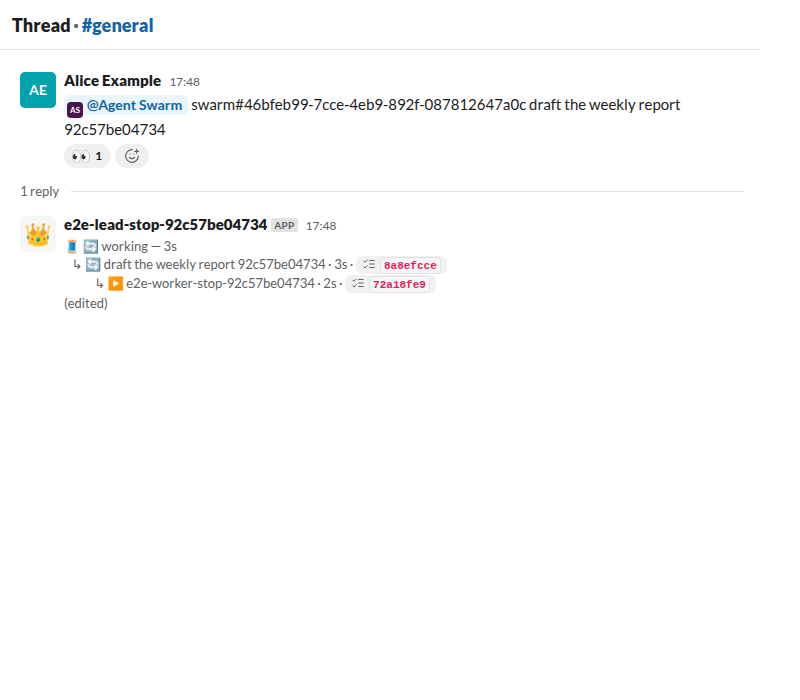 Thread • #general
AE
Alice Example 17:48
AS @Agent Swarm swarm#46bfeb99-7cce-4eb9-892f-087812647a0c draft the weekly report
92c57be04734
👀 1
1 reply
e2e-lead-stop-92c57be04734 APP 17:48
🧵 🔄 working — 3s
↳ 🔄 draft the weekly report 92c57be04734 · 3s · 8a8efcce
↳ ▶️ e2e-worker-stop-92c57be04734 · 2s · 72a18fe9
(edited)